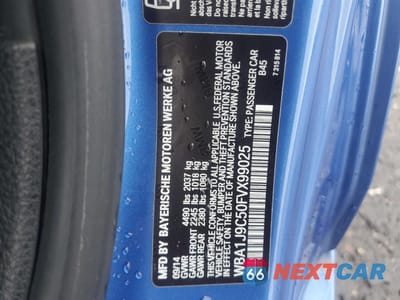 MFD BY BAYERISCHE MOTOREN WERKE AG
09/14
GVWR 4490 lbs 2037 kg
GAWR FRONT 2245 lbs 1018 kg
GAWR REAR 2380 lbs 1080 kg
THIS VEHICLE CONFORMS TO ALL APPLICABLE U.S. FEDERAL MOTOR
VEHICLE SAFETY, BUMPER, AND THEFT PREVENTION STANDARDS
IN EFFECT ON THE DATE OF MANUFACTURE SHOWN ABOVE.
WBA1J9C50FVX99025 TYPE: PASSENGER CAR
B45
7 315 814
66 NEXTCAR